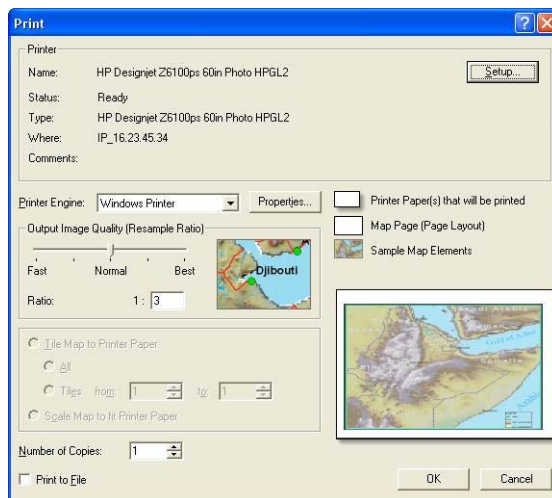 Print
Printer
Name: HP Designjet Z6100ps 60in Photo HPGL2
Setup...
Status: Ready
Type: HP Designjet Z6100ps 60in Photo HPGL2
Where: IP_16.23.45.34
Comments:
Printer Engine: Windows Printer
Properties...
Printer Paper(s) that will be printed
Map Page (Page Layout)
Sample Map Elements
Output Image Quality (Resample Ratio)
Fast Normal Best
Ratio: 1 : 3
Djibouti
Tile Map to Printer Paper
All
Tiles from: 1 to: 1
Scale Map to fit Printer Paper
Gulf of Aden
Number of Copies: 1
Print to File
OK Cancel